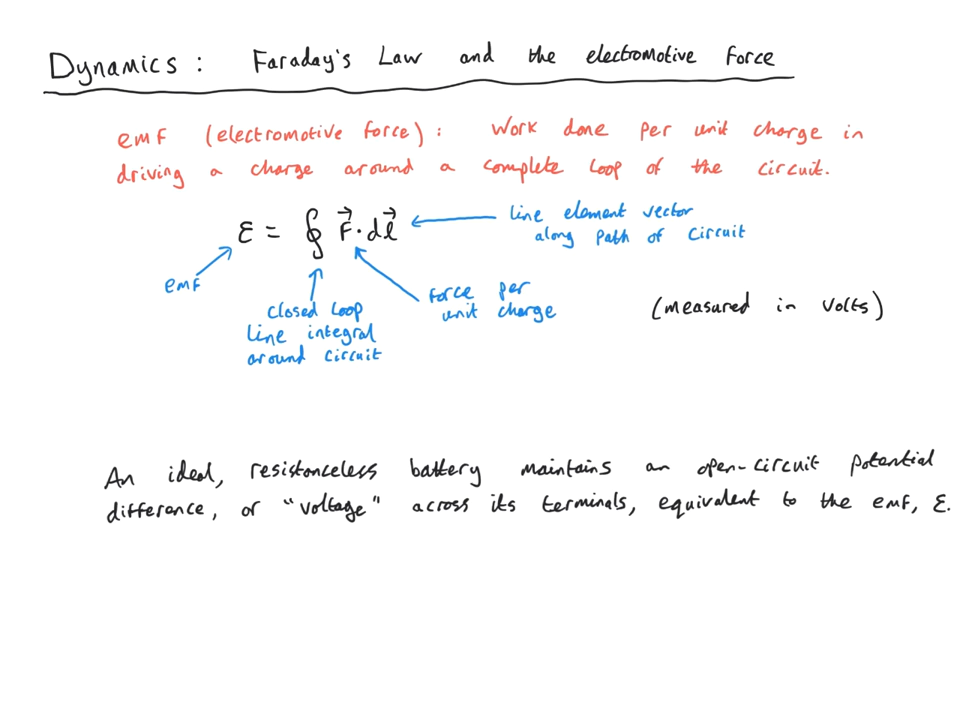 Dynamics : Faraday's Law and the electromotive Force
emf (electromotive force) : Work done per unit charge in
driving a charge around a complete loop of the circuit.
ℰ = ∮ F⃗ · dl⃗
line element vector
along path of circuit
emf
closed loop
line integral
around circuit
force per
unit charge
(measured in volts)
An ideal, resistanceless battery maintains an open-circuit potential
difference, or "voltage" across its terminals, equivalent to the emf, ℰ.